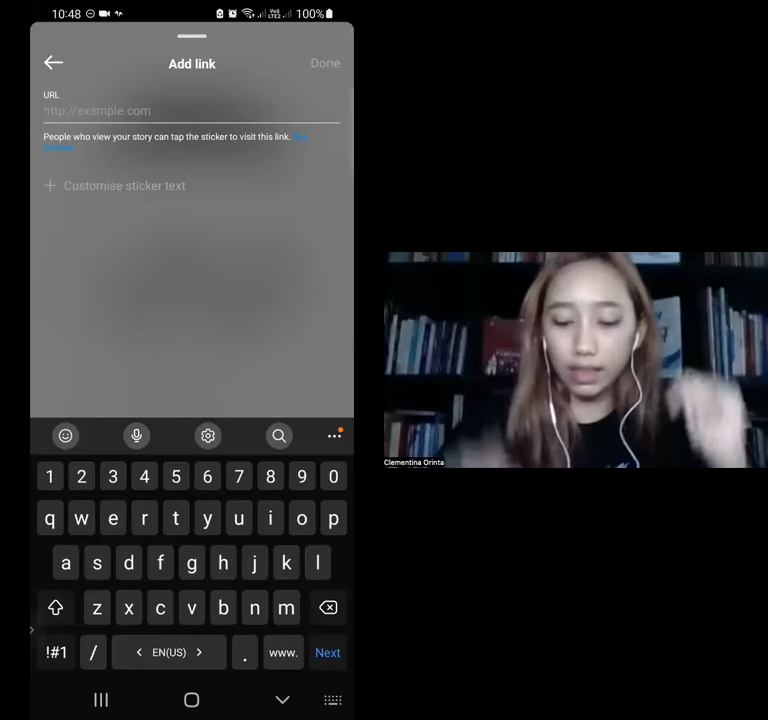 10:48
VoB
LTE2
100%
Add link
Done
URL
http://example.com
People who view your story can tap the sticker to visit this link.
+ Customise sticker text
1 2 3 4 5 6 7 8 9 0
q w e r t y u i o p
a s d f g h j k l
z x c v b n m
!#1 / < EN(US) > . www. Next
Clementina Orinta